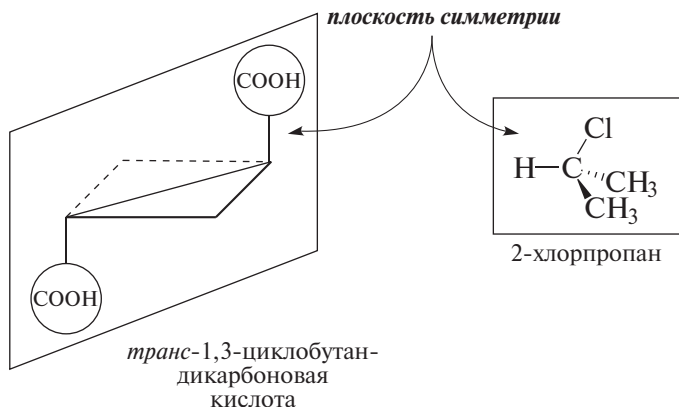 плоскость симметрии
COOH
Cl
H
C
CH3
CH3
2-хлорпропан
COOH
транс-1,3-циклобутан-
дикарбоновая
кислота